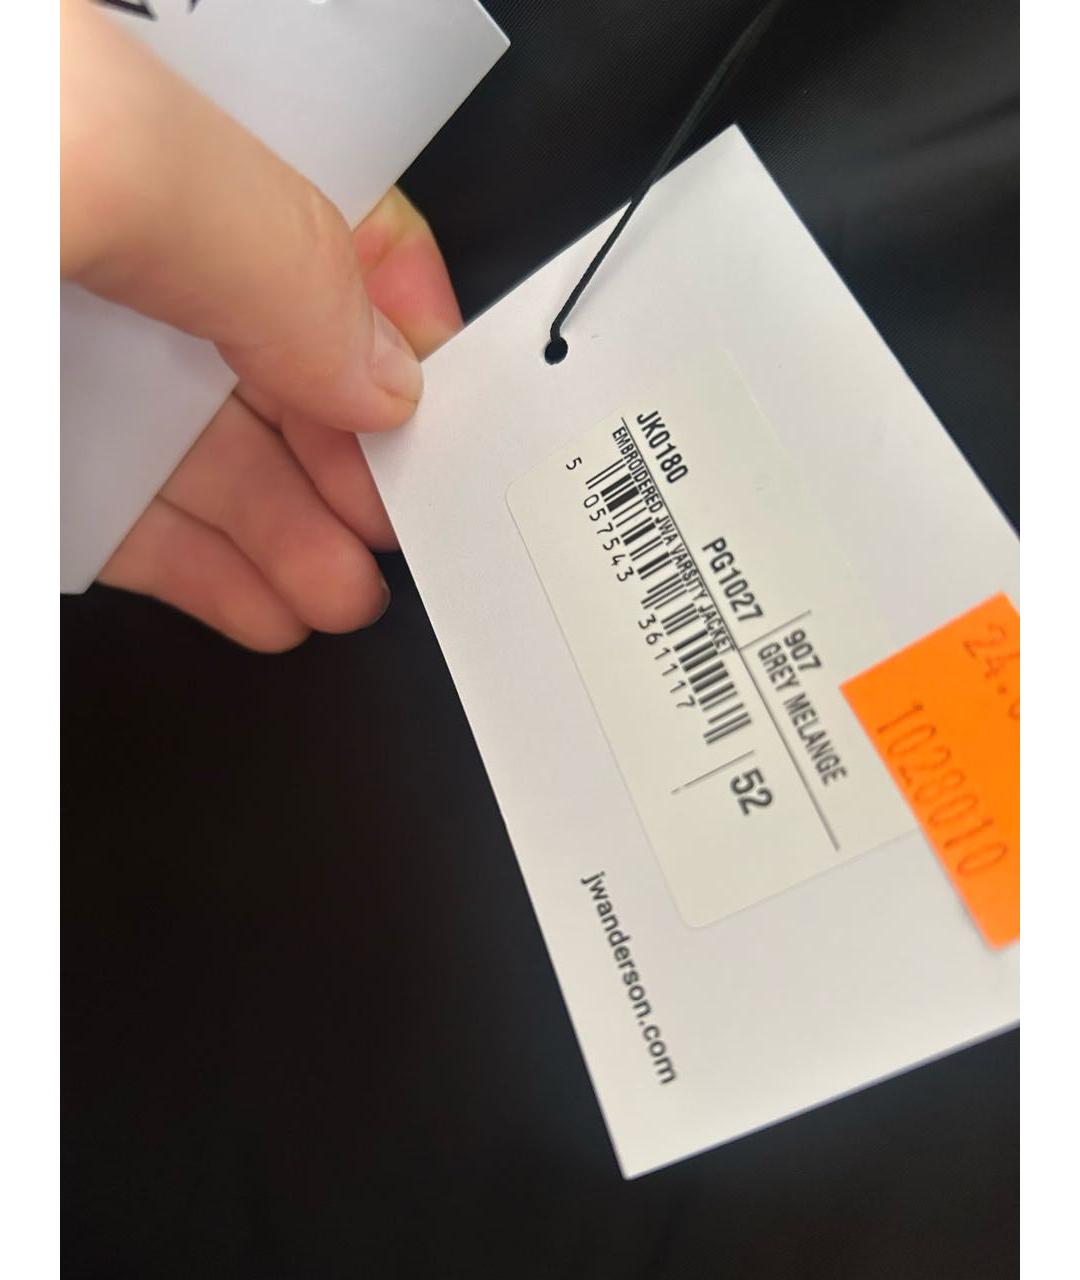 JK0180 PG1027 907
EMBROIDERED JWA VARSITY JACKET GREY MELANGE
5 057543 361117
52
jwanderson.com
1028010